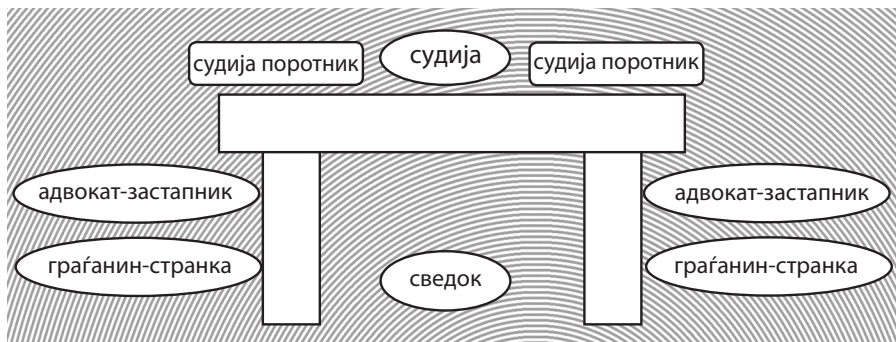 судија поротник
судија
судија поротник
адвокат-застапник
адвокат-застапник
граѓанин-странка
сведок
граѓанин-странка